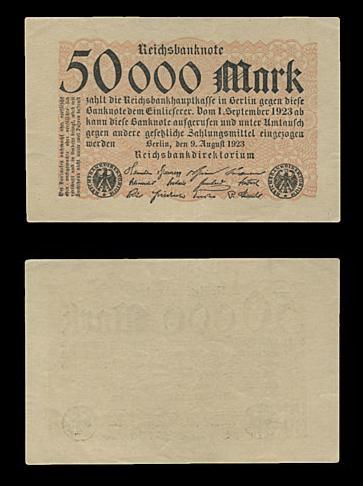 Reichsbanknote
50000 Mark
zahlt die Reichsbankhauptkasse in Berlin gegen diese
Banknote dem Einlieferer. Vom 1. September 1923 ab
kann diese Banknote aufgerufen und unter Umtausch
gegen andere gesetzliche Zahlungsmittel eingezogen
werden
Berlin, den 9. August 1923
Reichsbankdirektorium